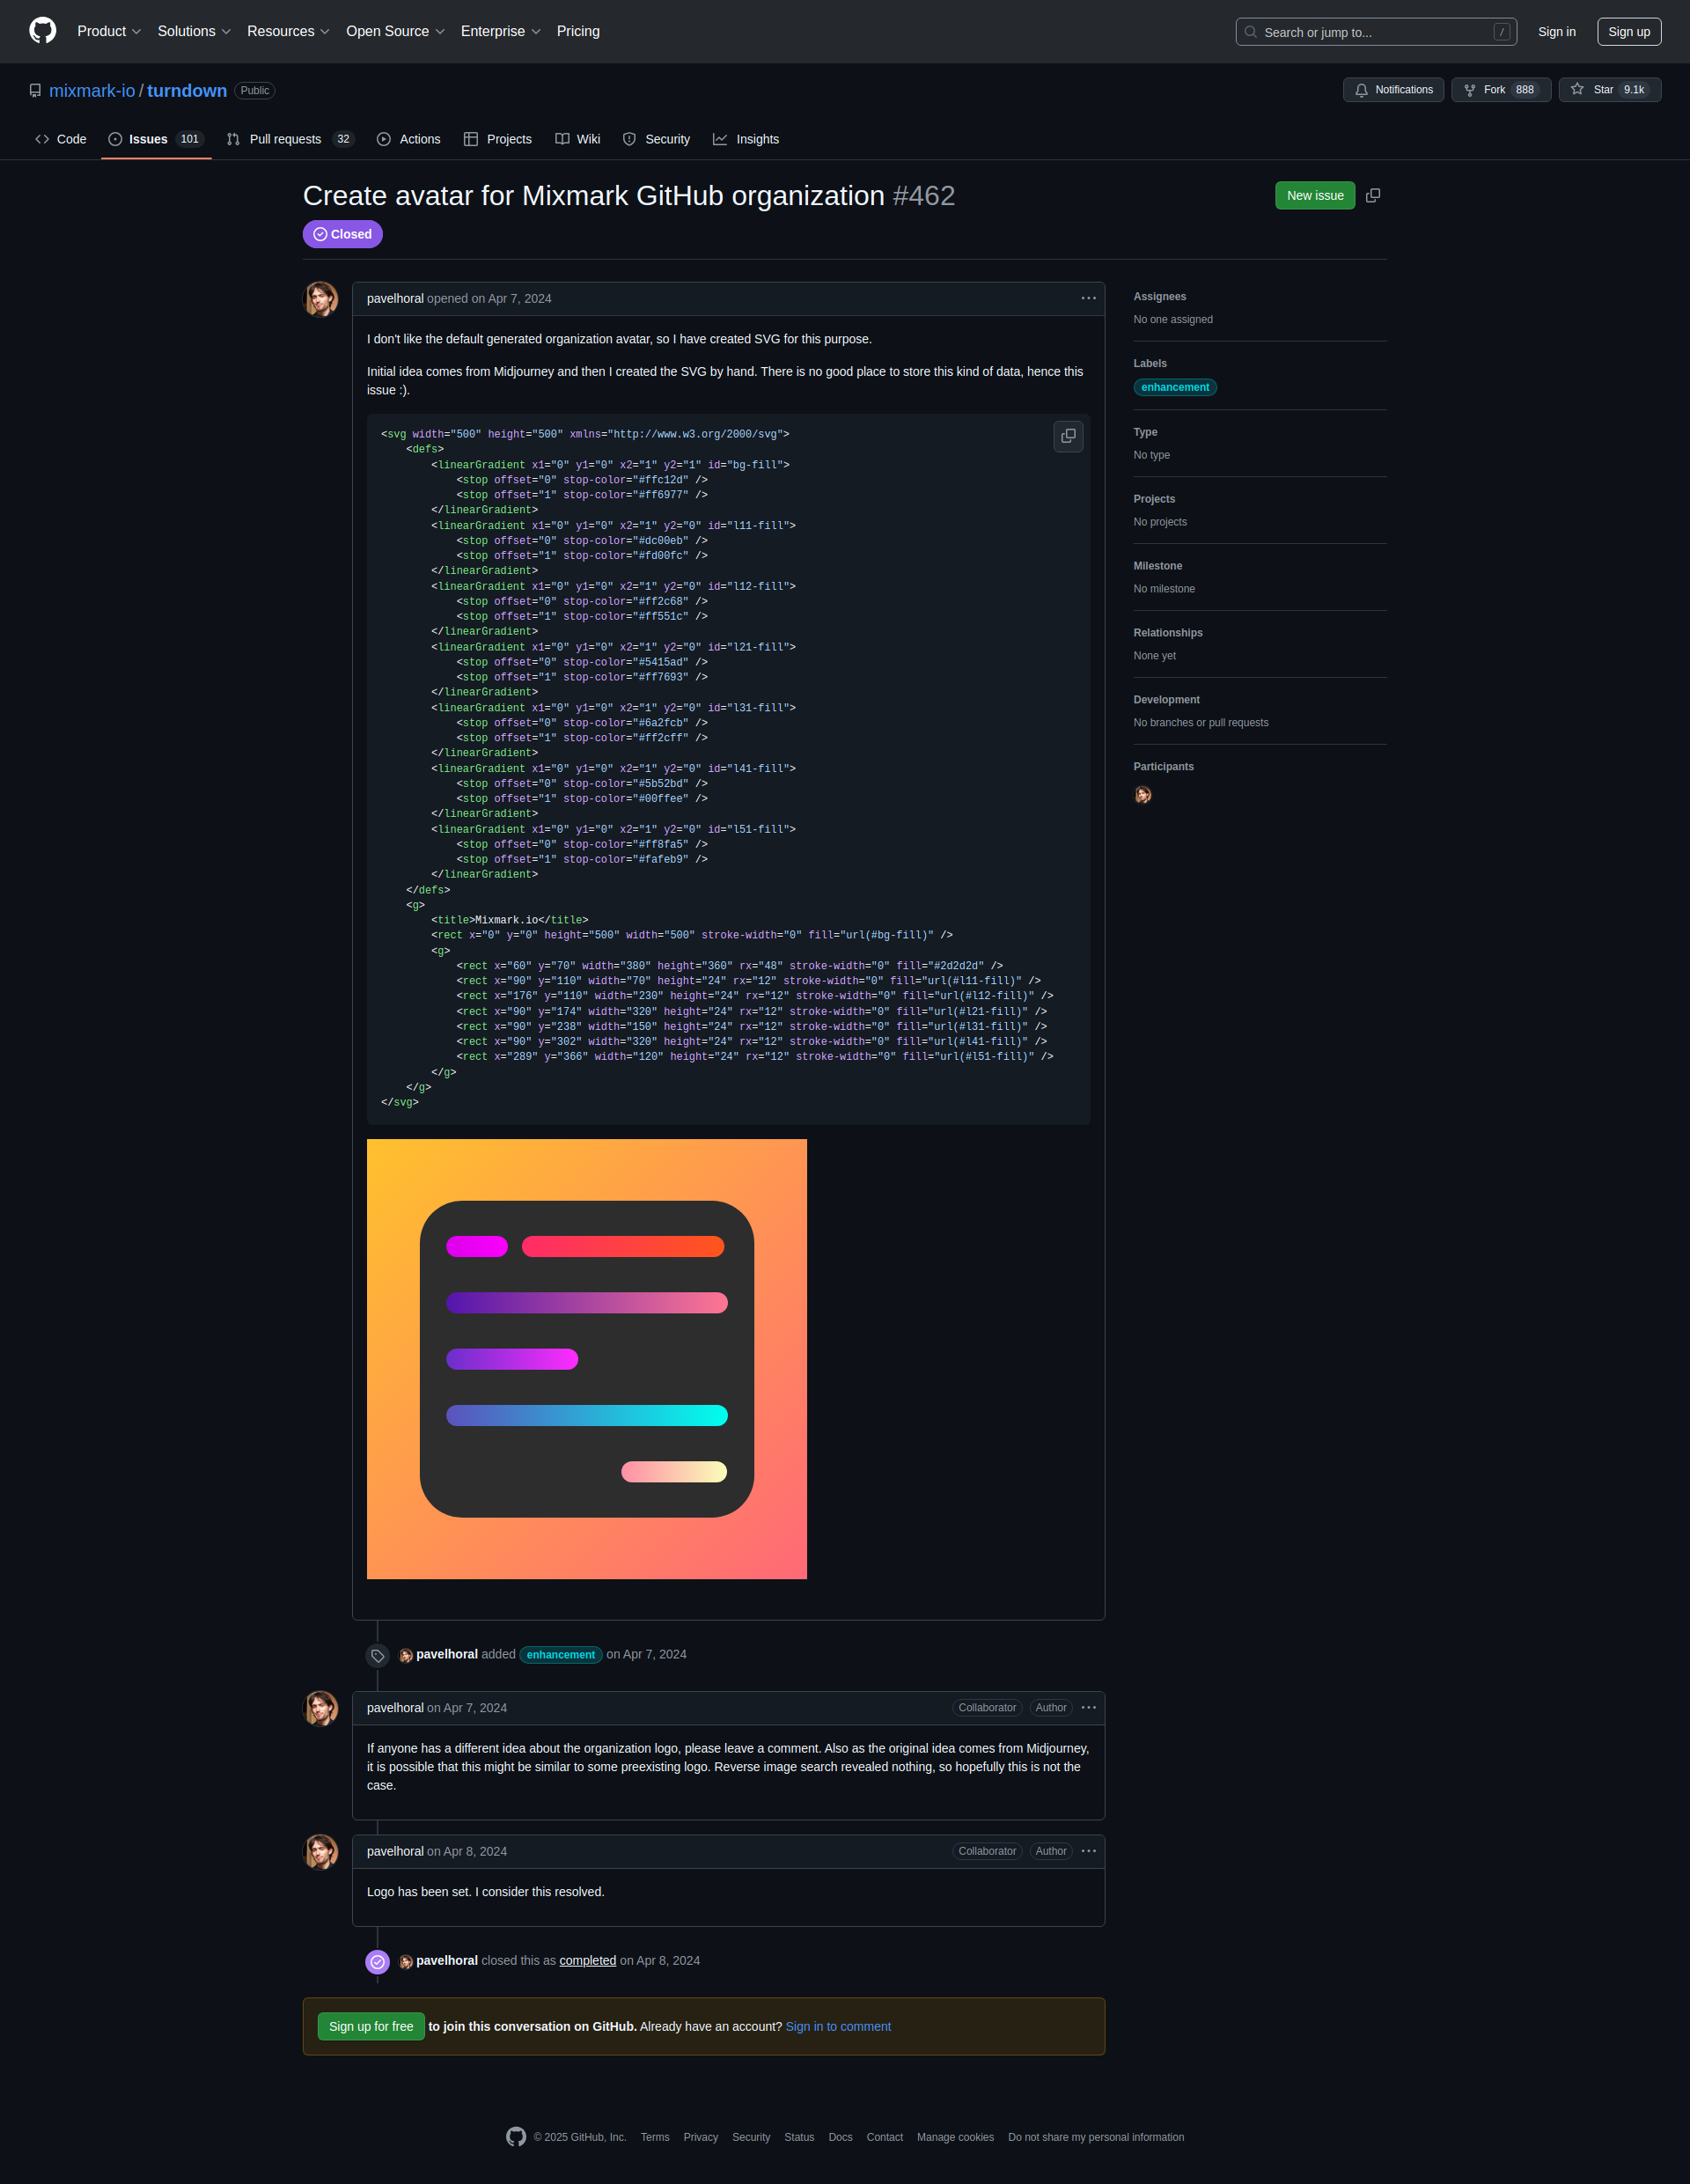 Product Solutions Resources Open Source Enterprise Pricing Search or jump to... / Sign in Sign up
mixmark-io / turndown Public Notifications Fork 888 Star 9.1k
Code Issues 101 Pull requests 32 Actions Projects Wiki Security Insights
Create avatar for Mixmark GitHub organization #462
New issue
Closed
pavelhoral opened on Apr 7, 2024
I don't like the default generated organization avatar, so I have created SVG for this purpose.
Initial idea comes from Midjourney and then I created the SVG by hand. There is no good place to store this kind of data, hence this
issue :).
<svg width="500" height="500" xmlns="http://www.w3.org/2000/svg">
<defs>
<linearGradient x1="0" y1="0" x2="1" y2="1" id="bg-fill">
<stop offset="0" stop-color="#ffc12d" />
<stop offset="1" stop-color="#ff6977" />
</linearGradient>
<linearGradient x1="0" y1="0" x2="1" y2="0" id="l11-fill">
<stop offset="0" stop-color="#dc00eb" />
<stop offset="1" stop-color="#fd00fc" />
</linearGradient>
<linearGradient x1="0" y1="0" x2="1" y2="0" id="l12-fill">
<stop offset="0" stop-color="#ff2c68" />
<stop offset="1" stop-color="#ff551c" />
</linearGradient>
<linearGradient x1="0" y1="0" x2="1" y2="0" id="l21-fill">
<stop offset="0" stop-color="#5415ad" />
<stop offset="1" stop-color="#ff7693" />
</linearGradient>
<linearGradient x1="0" y1="0" x2="1" y2="0" id="l31-fill">
<stop offset="0" stop-color="#6a2fcb" />
<stop offset="1" stop-color="#ff2cff" />
</linearGradient>
<linearGradient x1="0" y1="0" x2="1" y2="0" id="l41-fill">
<stop offset="0" stop-color="#5b52bd" />
<stop offset="1" stop-color="#00ffee" />
</linearGradient>
<linearGradient x1="0" y1="0" x2="1" y2="0" id="l51-fill">
<stop offset="0" stop-color="#ff8fa5" />
<stop offset="1" stop-color="#fafeb9" />
</linearGradient>
</defs>
<g>
<title>Mixmark.io</title>
<rect x="0" y="0" height="500" width="500" stroke-width="0" fill="url(#bg-fill)" />
<g>
<rect x="60" y="70" width="380" height="360" rx="48" stroke-width="0" fill="#2d2d2d" />
<rect x="90" y="110" width="70" height="24" rx="12" stroke-width="0" fill="url(#l11-fill)" />
<rect x="176" y="110" width="230" height="24" rx="12" stroke-width="0" fill="url(#l12-fill)" />
<rect x="90" y="174" width="320" height="24" rx="12" stroke-width="0" fill="url(#l21-fill)" />
<rect x="90" y="238" width="150" height="24" rx="12" stroke-width="0" fill="url(#l31-fill)" />
<rect x="90" y="302" width="320" height="24" rx="12" stroke-width="0" fill="url(#l41-fill)" />
<rect x="289" y="366" width="120" height="24" rx="12" stroke-width="0" fill="url(#l51-fill)" />
</g>
</g>
</svg>
pavelhoral added enhancement on Apr 7, 2024
pavelhoral on Apr 7, 2024 Collaborator Author
If anyone has a different idea about the organization logo, please leave a comment. Also as the original idea comes from Midjourney,
it is possible that this might be similar to some preexisting logo. Reverse image search revealed nothing, so hopefully this is not the
case.
pavelhoral on Apr 8, 2024 Collaborator Author
Logo has been set. I consider this resolved.
pavelhoral closed this as completed on Apr 8, 2024
Sign up for free to join this conversation on GitHub. Already have an account? Sign in to comment
Assignees
No one assigned
Labels
enhancement
Type
No type
Projects
No projects
Milestone
No milestone
Relationships
None yet
Development
No branches or pull requests
Participants
© 2025 GitHub, Inc. Terms Privacy Security Status Docs Contact Manage cookies Do not share my personal information